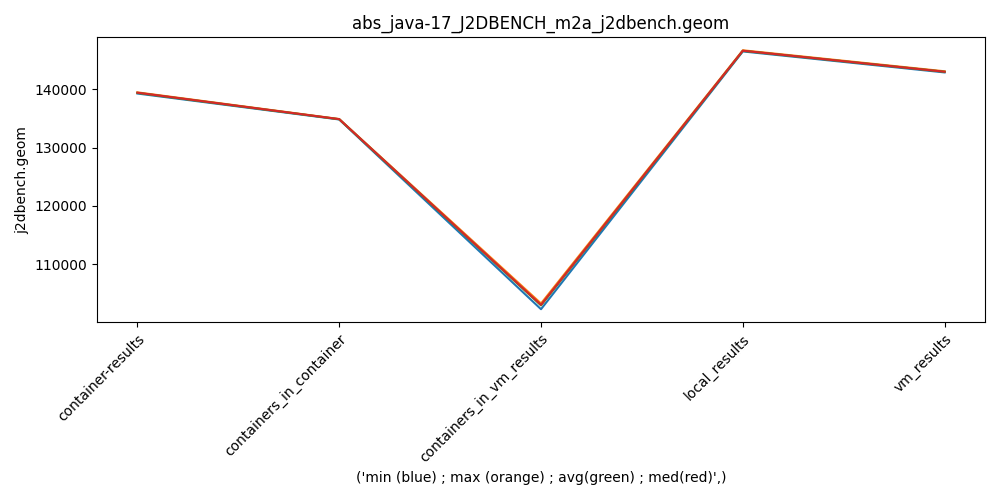 abs_java-17_J2DBENCH_m2a_j2dbench.geom
j2dbench.geom
140000
130000
120000
110000
container-results
containers_in_container
containers_in_vm_results
local_results
vm_results
('min (blue) ; max (orange) ; avg(green) ; med(red)',)